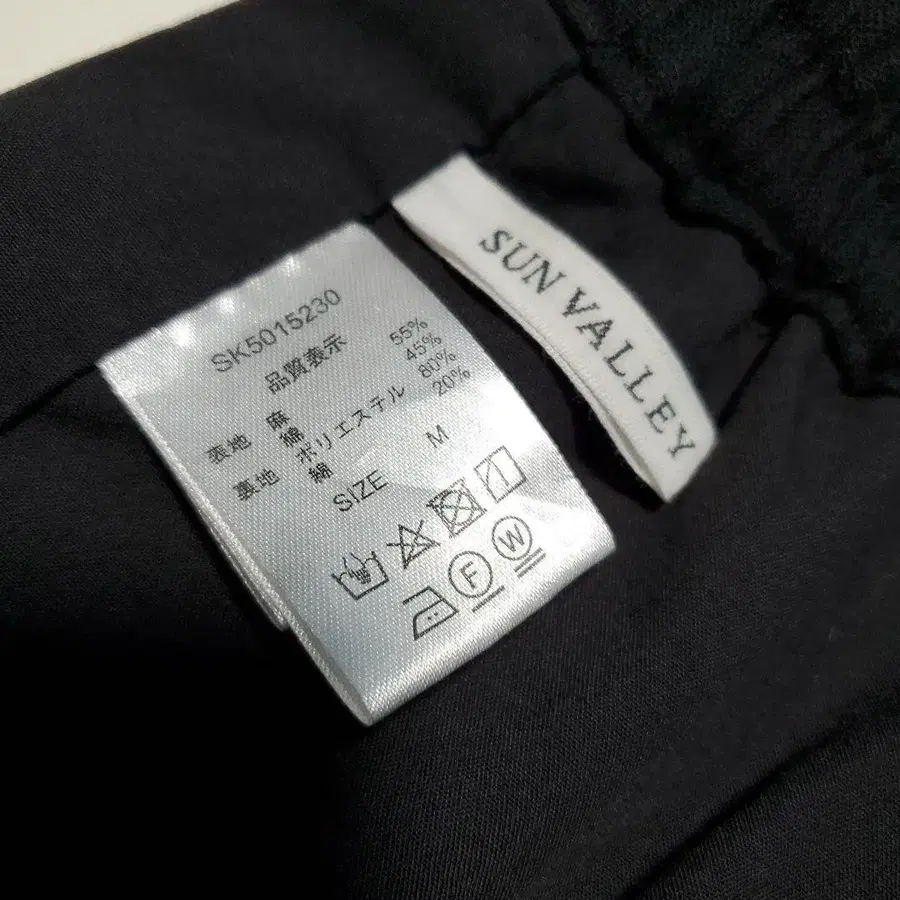 SK5015230
品質表示
表地 麻 55%
綿 45%
裏地 ポリエステル 80%
綿 20%
SIZE M
F W
SUN VALLEY